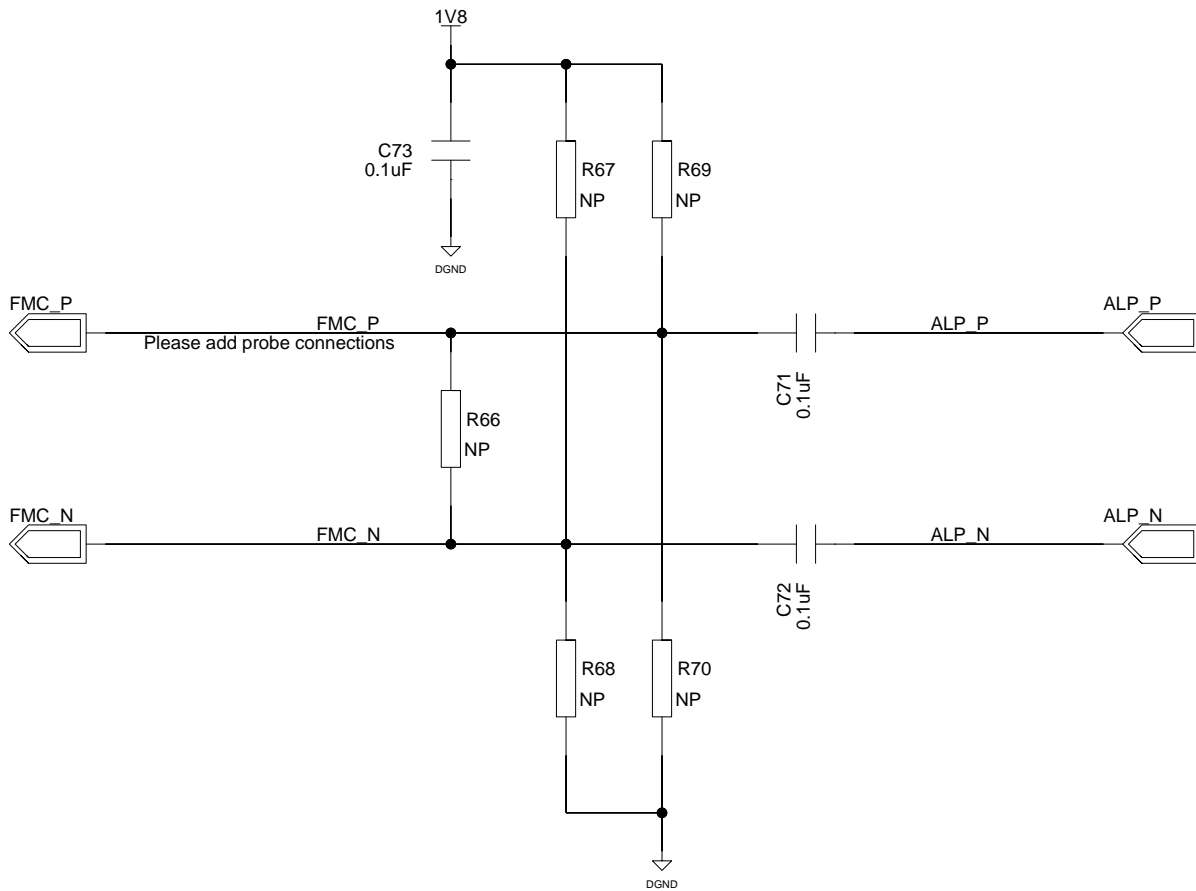 1V8
C73
0.1uF
R67
NP
R69
NP
DGND
FMC_P
FMC_P
Please add probe connections
ALP_P
ALP_P
C71
0.1uF
R66
NP
FMC_N
FMC_N
ALP_N
ALP_N
C72
0.1uF
R68
NP
R70
NP
DGND